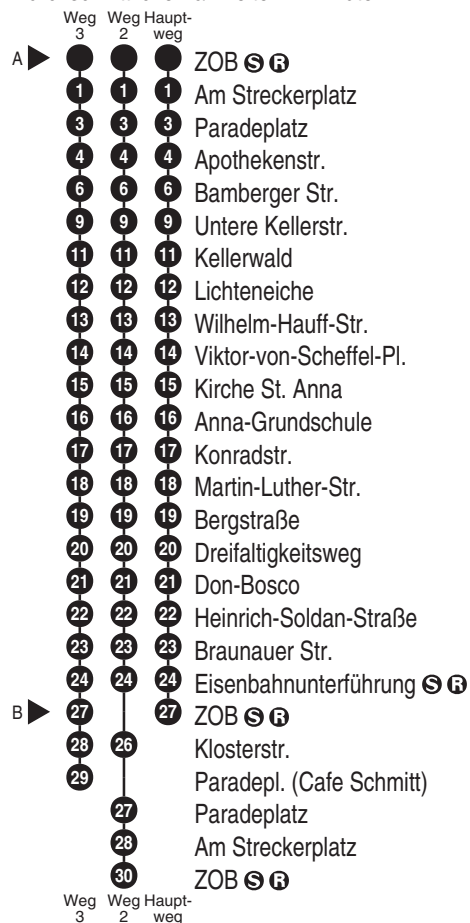 Weg Weg Haupt-
3 2 weg
A ZOB S R
1 1 1 Am Streckerplatz
3 3 3 Paradeplatz
4 4 4 Apothekenstr.
6 6 6 Bamberger Str.
9 9 9 Untere Kellerstr.
11 11 11 Kellerwald
12 12 12 Lichteneiche
13 13 13 Wilhelm-Hauff-Str.
14 14 14 Viktor-von-Scheffel-Pl.
15 15 15 Kirche St. Anna
16 16 16 Anna-Grundschule
17 17 17 Konradstr.
18 18 18 Martin-Luther-Str.
19 19 19 Bergstraße
20 20 20 Dreifaltigkeitsweg
21 21 21 Don-Bosco
22 22 22 Heinrich-Soldan-Straße
23 23 23 Braunauer Str.
24 24 24 Eisenbahnunterführung S R
B 27 27 ZOB S R
28 26 Klosterstr.
29 Paradepl. (Cafe Schmitt)
27 Paradeplatz
28 Am Streckerplatz
30 ZOB S R
Weg Weg Haupt-
3 2 weg